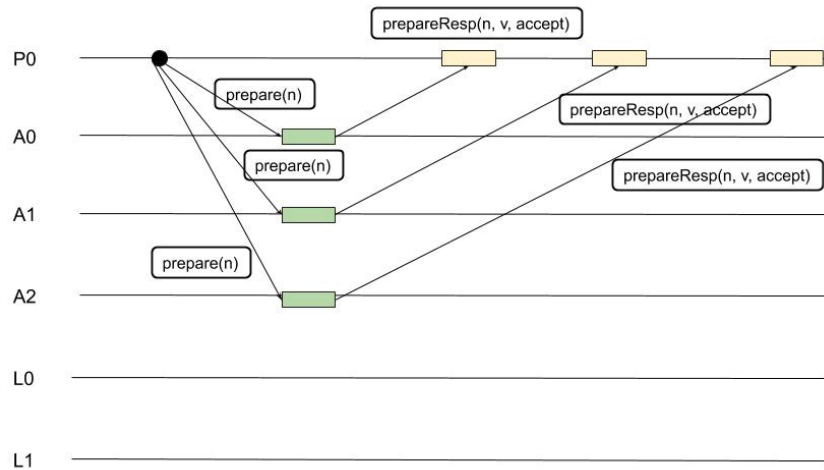 prepareResp(n, v, accept)
P0
prepare(n)
prepareResp(n, v, accept)
A0
prepare(n)
prepareResp(n, v, accept)
A1
prepare(n)
A2
L0
L1